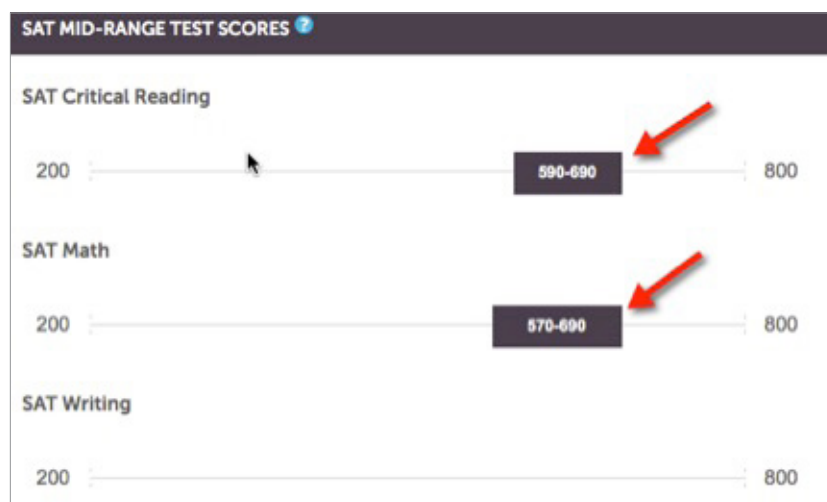 SAT MID-RANGE TEST SCORES ?
SAT Critical Reading
200 590-690 800
SAT Math
200 570-690 800
SAT Writing
200 800